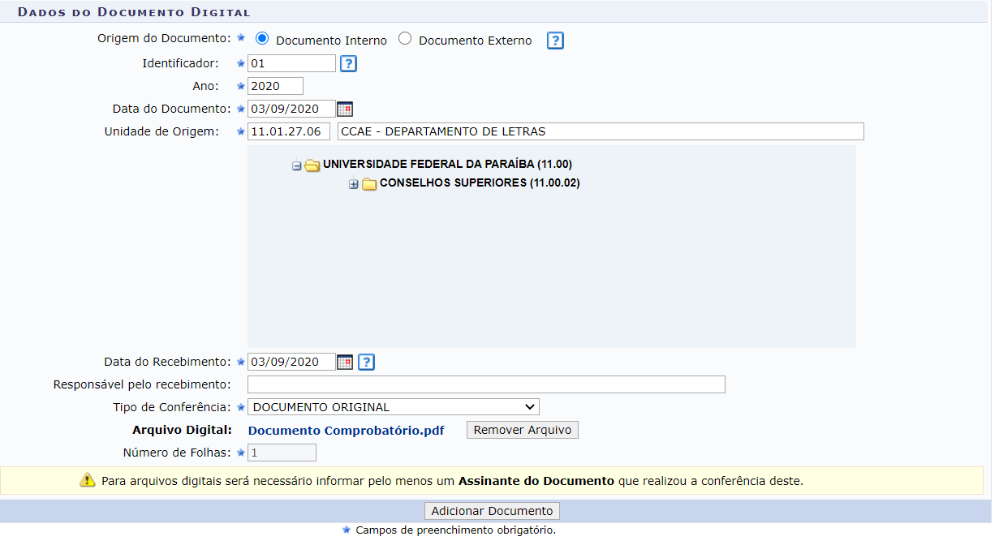 DADOS DO DOCUMENTO DIGITAL
Origem do Documento: Documento Interno Documento Externo ?
Identificador: 01 ?
Ano: 2020
Data do Documento: 03/09/2020
Unidade de Origem: 11.01.27.06 CCAE - DEPARTAMENTO DE LETRAS
UNIVERSIDADE FEDERAL DA PARAÍBA (11.00)
CONSELHOS SUPERIORES (11.00.02)
Data do Recebimento: 03/09/2020 ?
Responsável pelo recebimento:
Tipo de Conferência: DOCUMENTO ORIGINAL
Arquivo Digital: Documento Comprobatório.pdf Remover Arquivo
Número de Folhas: 1
Para arquivos digitais será necessário informar pelo menos um Assinante do Documento que realizou a conferência deste.
Adicionar Documento
Campos de preenchimento obrigatório.